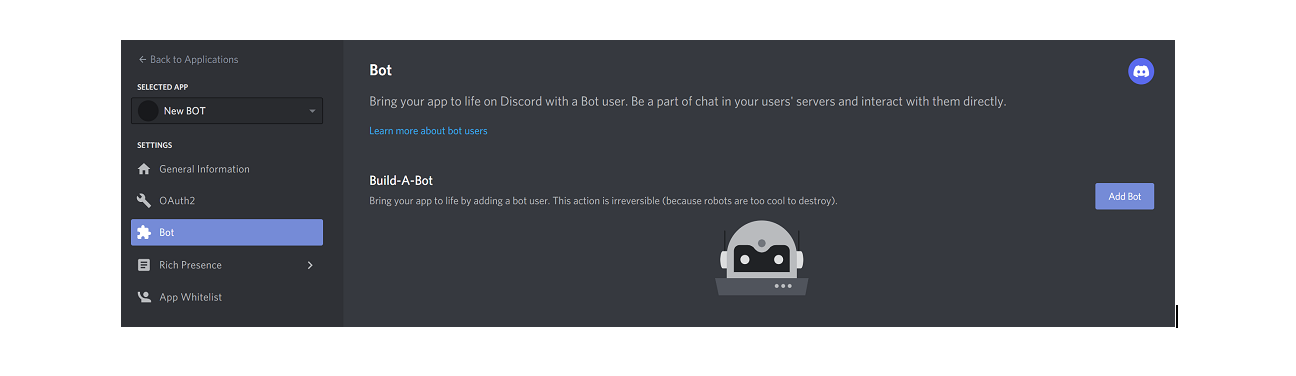 ← Back to Applications
SELECTED APP
New BOT
SETTINGS
General Information
OAuth2
Bot
Rich Presence
App Whitelist
Bot
Bring your app to life on Discord with a Bot user. Be a part of chat in your users' servers and interact with them directly.
Learn more about bot users
Build-A-Bot
Bring your app to life by adding a bot user. This action is irreversible (because robots are too cool to destroy).
Add Bot